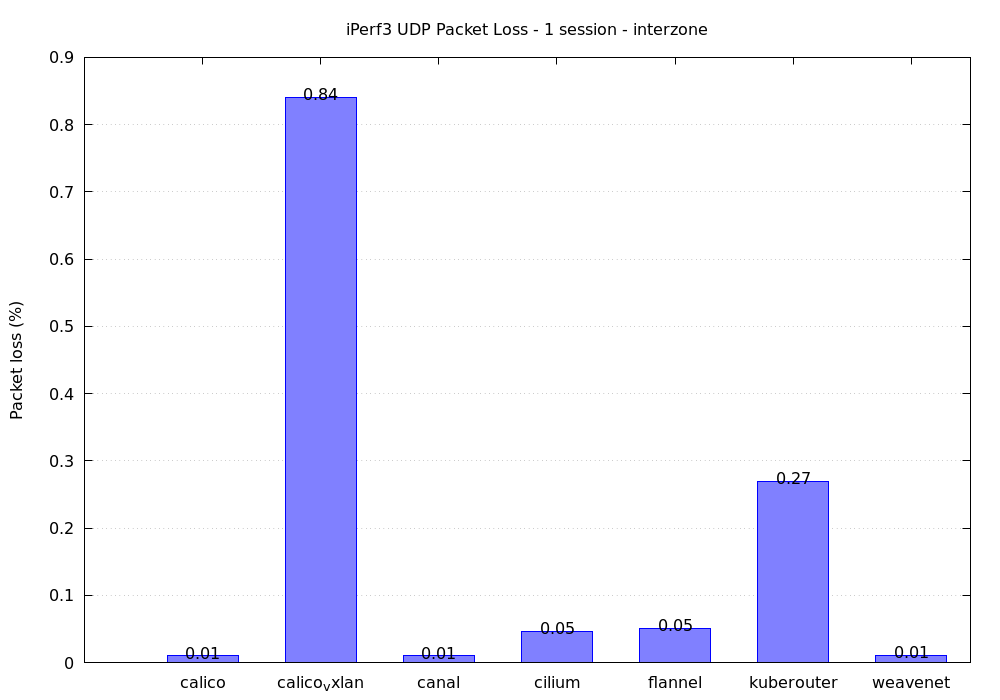 iPerf3 UDP Packet Loss - 1 session - interzone
Packet loss (%)
0.9
0.8
0.7
0.6
0.5
0.4
0.3
0.2
0.1
0
0.01
0.84
0.01
0.05
0.05
0.27
0.01
calico
calicovxlan
canal
cilium
flannel
kuberouter
weavenet